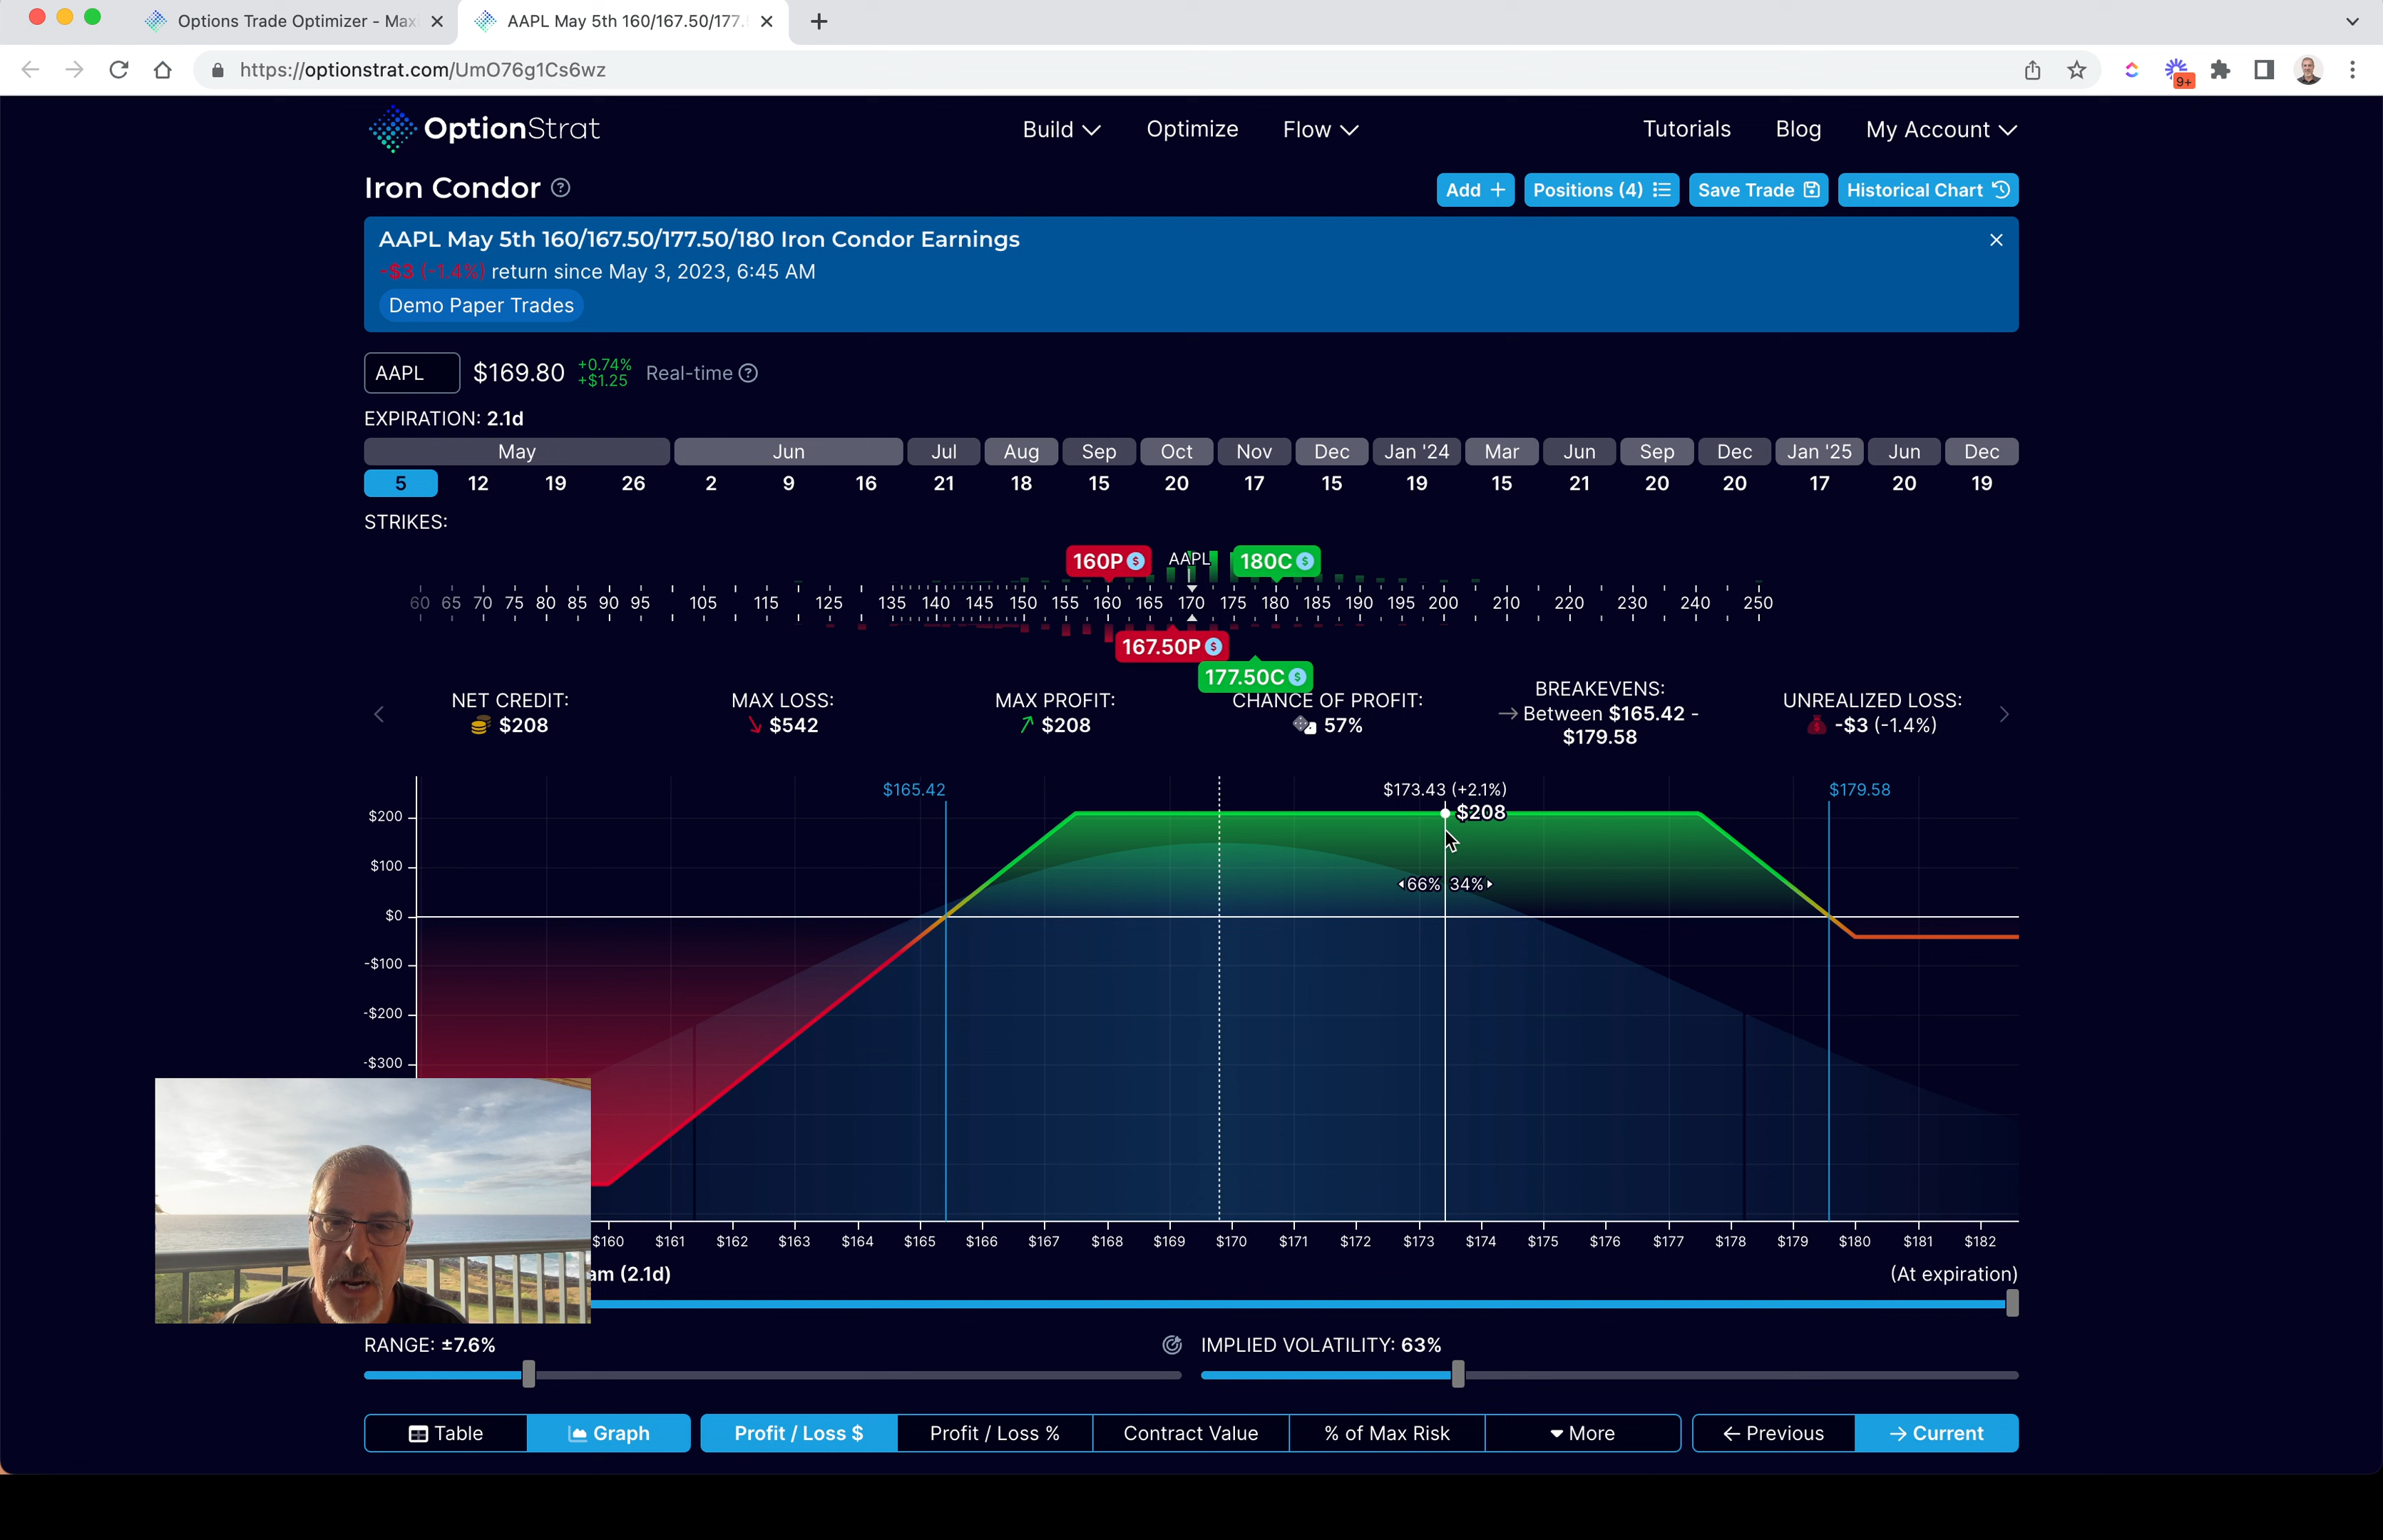 Options Trade Optimizer - Max
AAPL May 5th 160/167.50/177.5
https://optionstrat.com/UmO76g1Cs6wz
9+
OptionStrat
Build
Optimize
Flow
Tutorials
Blog
My Account
Iron Condor ?
Add +
Positions (4)
Save Trade
Historical Chart
AAPL May 5th 160/167.50/177.50/180 Iron Condor Earnings
-$3 (-1.4%) return since May 3, 2023, 6:45 AM
Demo Paper Trades
AAPL
$169.80
+0.74%
+$1.25
Real-time ?
EXPIRATION: 2.1d
May Jun Jul Aug Sep Oct Nov Dec Jan '24 Mar Jun Sep Dec Jan '25 Jun Dec
5 12 19 26 2 9 16 21 18 15 20 17 15 19 15 21 20 20 17 20 19
STRIKES:
160P $ AAPL 180C $
60 65 70 75 80 85 90 95 105 115 125 135 140 145 150 155 160 165 170 175 180 185 190 195 200 210 220 230 240 250
167.50P $
177.50C $
NET CREDIT:
$208
MAX LOSS:
$542
MAX PROFIT:
$208
CHANCE OF PROFIT:
57%
BREAKEVENS:
Between $165.42 -
$179.58
UNREALIZED LOSS:
-$3 (-1.4%)
$165.42
$173.43 (+2.1%)
$179.58
$208
$200
$100
66% 34%
$0
-$100
-$200
-$300
$160 $161 $162 $163 $164 $165 $166 $167 $168 $169 $170 $171 $172 $173 $174 $175 $176 $177 $178 $179 $180 $181 $182
am (2.1d)
(At expiration)
RANGE: ±7.6%
IMPLIED VOLATILITY: 63%
Table
Graph
Profit / Loss $
Profit / Loss %
Contract Value
% of Max Risk
More
← Previous
→ Current